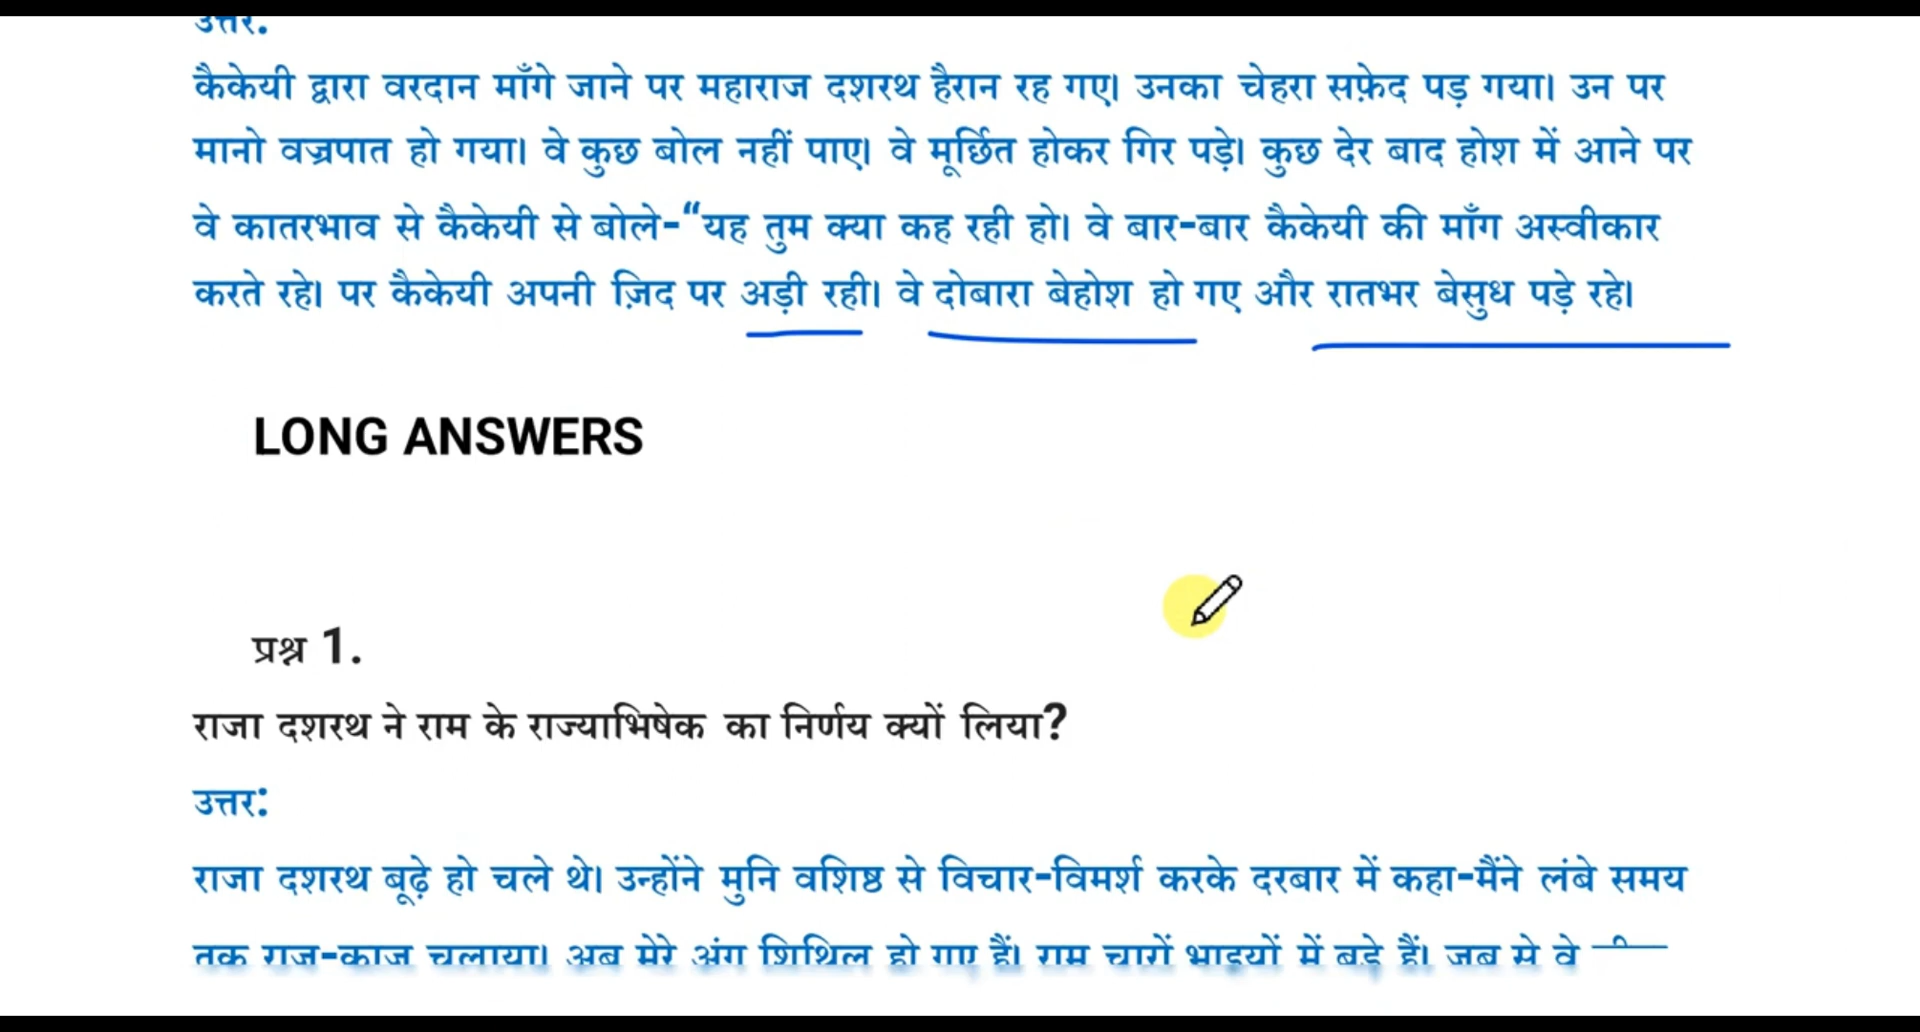 उत्तर:
कैकेयी द्वारा वरदान माँगे जाने पर महाराज दशरथ हैरान रह गए। उनका चेहरा सफ़ेद पड़ गया। उन पर
मानो वज्रपात हो गया। वे कुछ बोल नहीं पाए। वे मूर्छित होकर गिर पड़े। कुछ देर बाद होश में आने पर
वे कातरभाव से कैकेयी से बोले-“यह तुम क्या कह रही हो। वे बार-बार कैकेयी की माँग अस्वीकार
करते रहे। पर कैकेयी अपनी ज़िद पर अड़ी रही। वे दोबारा बेहोश हो गए और रातभर बेसुध पड़े रहे।
LONG ANSWERS
प्रश्न 1.
राजा दशरथ ने राम के राज्याभिषेक का निर्णय क्यों लिया?
उत्तर:
राजा दशरथ बूढ़े हो चले थे। उन्होंने मुनि वशिष्ठ से विचार-विमर्श करके दरबार में कहा-मैंने लंबे समय
तक राज-काज चलाया। अब मेरे अंग शिथिल हो गए हैं। राम चारों भाइयों में बड़े हैं। जब से वे